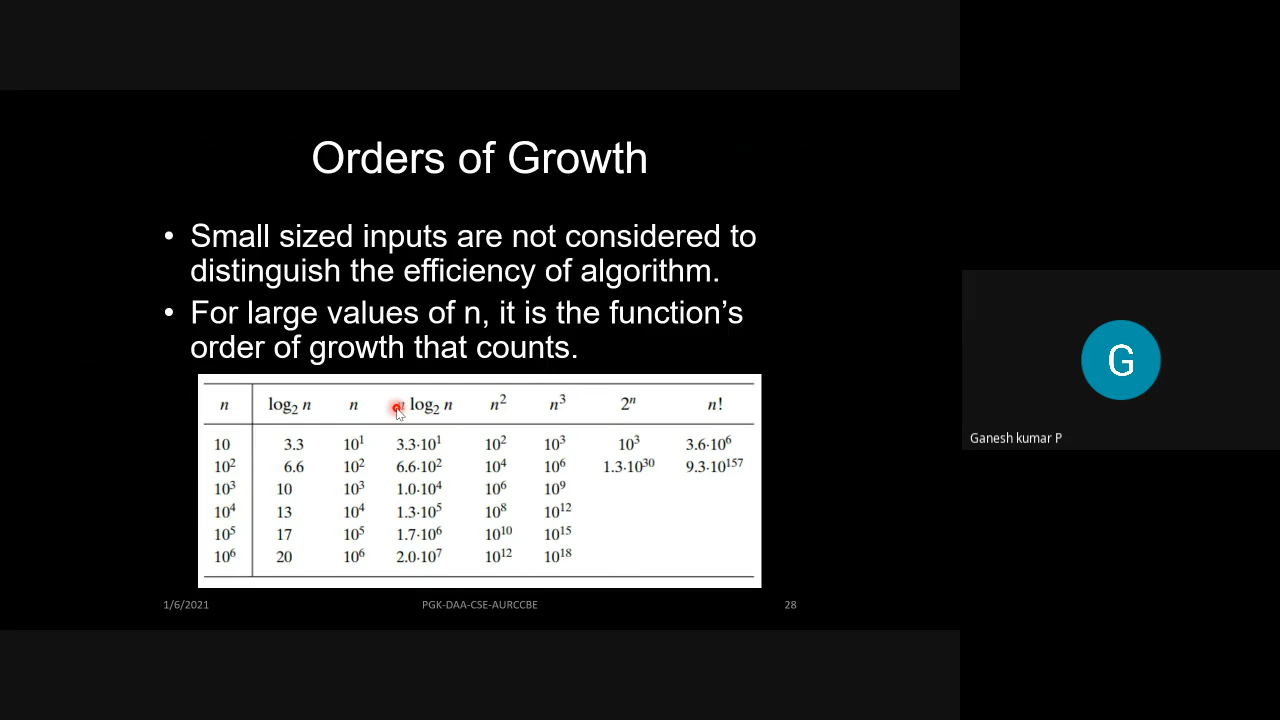 Orders of Growth
• Small sized inputs are not considered to
distinguish the efficiency of algorithm.
• For large values of n, it is the function's
order of growth that counts.
n log₂ n n n log₂ n n² n³ 2ⁿ n!
10 3.3 10¹ 3.3·10¹ 10² 10³ 10³ 3.6·10⁶
10² 6.6 10² 6.6·10² 10⁴ 10⁶ 1.3·10³⁰ 9.3·10¹⁵⁷
10³ 10 10³ 1.0·10⁴ 10⁶ 10⁹
10⁴ 13 10⁴ 1.3·10⁵ 10⁸ 10¹²
10⁵ 17 10⁵ 1.7·10⁶ 10¹⁰ 10¹⁵
10⁶ 20 10⁶ 2.0·10⁷ 10¹² 10¹⁸
1/6/2021 PGK-DAA-CSE-AURCCBE 28
G
Ganesh kumar P